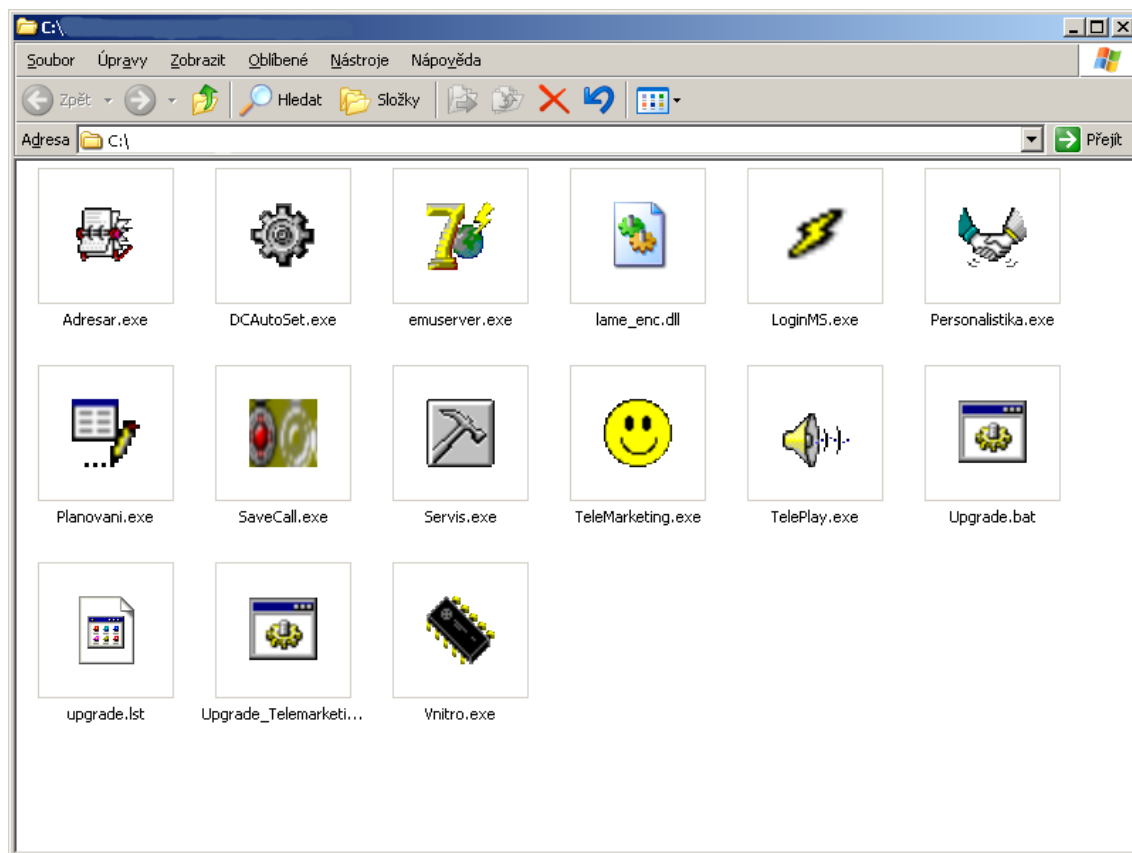 C:\
Soubor Úpravy Zobrazit Oblíbené Nástroje Nápověda
Zpět Hledat Složky
Adresa C:\ Přejít
Adresar.exe DCAutoSet.exe emuserver.exe lame_enc.dll LoginMS.exe Personalistika.exe
Planovani.exe SaveCall.exe Servis.exe TeleMarketing.exe TelePlay.exe Upgrade.bat
upgrade.lst Upgrade_Telemarketi... Vnitro.exe